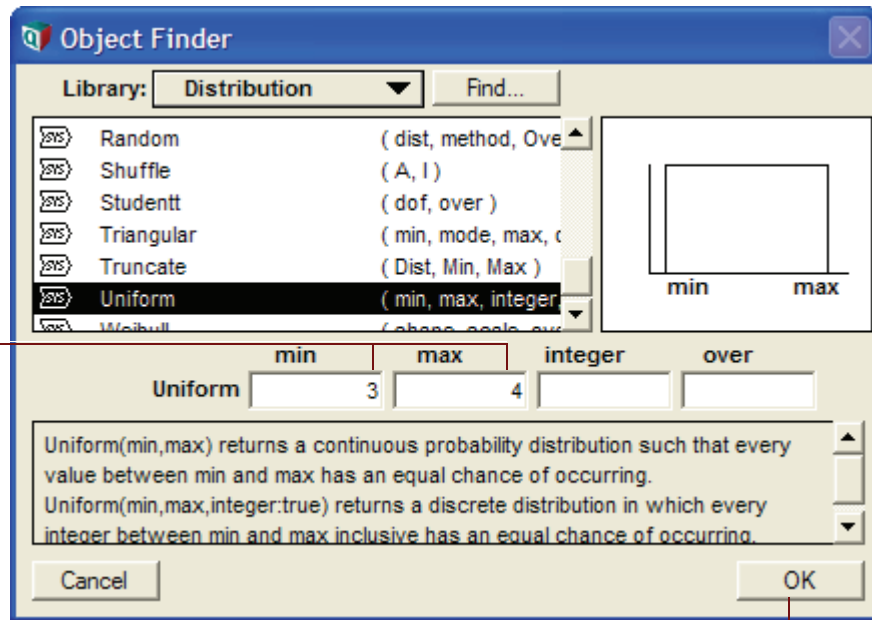 Object Finder
Library: Distribution Find...
Random ( dist, method, Ove
Shuffle ( A, I )
Studentt ( dof, over )
Triangular ( min, mode, max, o
Truncate ( Dist, Min, Max )
Uniform ( min, max, integer,
Weibull ( shape, scale, ove
min max
min max integer over
Uniform 3 4
Uniform(min,max) returns a continuous probability distribution such that every
value between min and max has an equal chance of occurring.
Uniform(min,max,integer:true) returns a discrete distribution in which every
integer between min and max inclusive has an equal chance of occurring.
Cancel OK